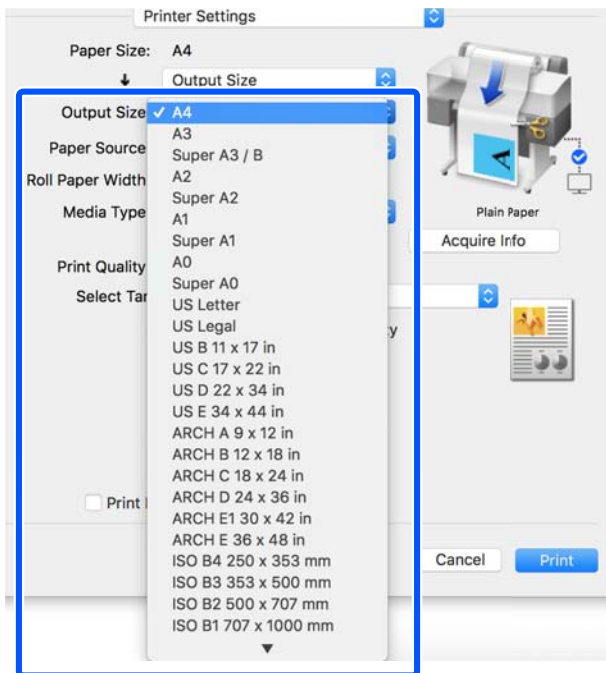 Printer Settings
Paper Size: A4
Output Size
Output Size ✓ A4
A3
Paper Source
Super A3 / B
Roll Paper Width
A2
Super A2
Media Type
A1
Plain Paper
Super A1
Acquire Info
A0
Print Quality
Super A0
Select Tar
US Letter
US Legal
y
US B 11 x 17 in
US C 17 x 22 in
US D 22 x 34 in
US E 34 x 44 in
ARCH A 9 x 12 in
ARCH B 12 x 18 in
ARCH C 18 x 24 in
ARCH D 24 x 36 in
Print
ARCH E1 30 x 42 in
ARCH E 36 x 48 in
ISO B4 250 x 353 mm
Cancel Print
ISO B3 353 x 500 mm
ISO B2 500 x 707 mm
ISO B1 707 x 1000 mm